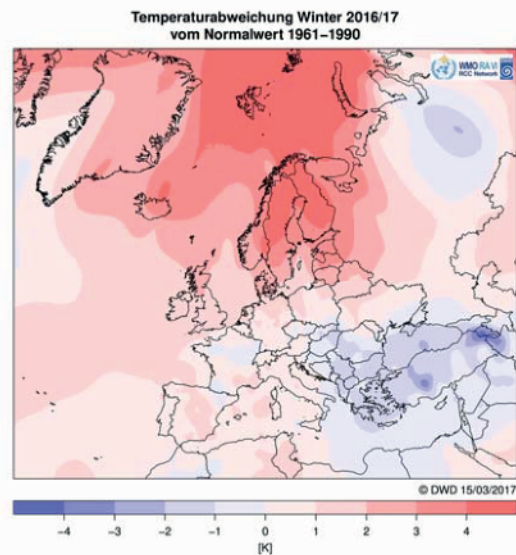 Temperaturabweichung Winter 2016/17
vom Normalwert 1961–1990
WMO RA VI
RCC Network
© DWD 15/03/2017
-4 -3 -2 -1 0 1 2 3 4
[K]